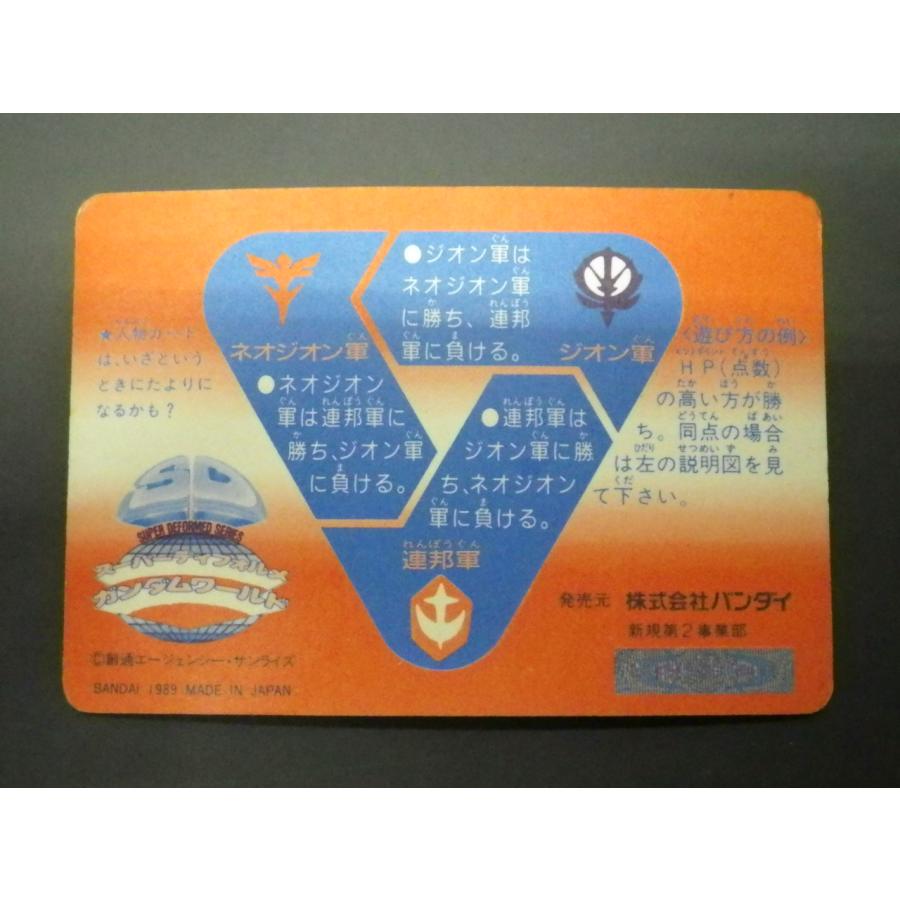 ★人物カード
は、いざという
ときにたよりに
なるかも？
ネオジオン軍
●ジオン軍は
ネオジオン軍
に勝ち、連邦
軍に負ける。
ジオン軍
●ネオジオン
軍は連邦軍に
勝ち、ジオン軍
に負ける。
●連邦軍は
ジオン軍に勝
ち、ネオジオン
軍に負ける。
連邦軍
〈遊び方の例〉
HP(点数)
の高い方が勝
ち。同点の場合
は左の説明図を見
て下さい。
SUPER DEFORMED SERIES
スーパーディフォルメ
ガンダムワールド
©創通エージェンシー・サンライズ
BANDAI 1989 MADE IN JAPAN
発売元 株式会社バンダイ
新規第2事業部